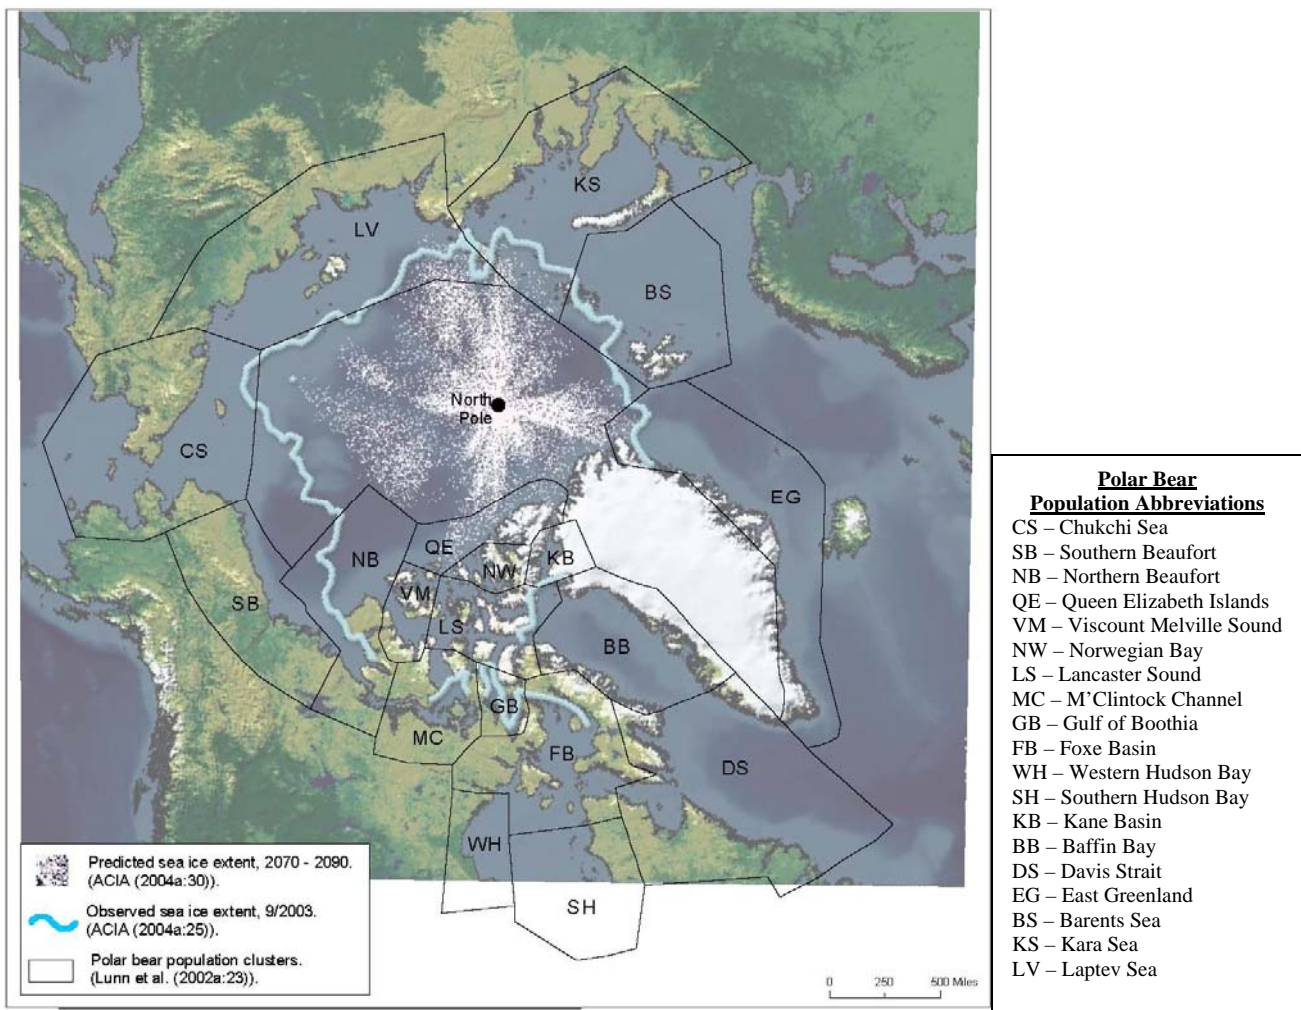 KS
LV
BS
North
Pole
CS
EG
NB
QE
NW
KB
VM
SB
LS
BB
GB
MC
FB
DS
WH
SH
Predicted sea ice extent, 2070 - 2090.
(ACIA (2004a:30)).
Observed sea ice extent, 9/2003.
(ACIA (2004a:25)).
Polar bear population clusters.
(Lunn et al. (2002a:23)).
0 250 500 Miles
Polar Bear
Population Abbreviations
CS – Chukchi Sea
SB – Southern Beaufort
NB – Northern Beaufort
QE – Queen Elizabeth Islands
VM – Viscount Melville Sound
NW – Norwegian Bay
LS – Lancaster Sound
MC – M’Clintock Channel
GB – Gulf of Boothia
FB – Foxe Basin
WH – Western Hudson Bay
SH – Southern Hudson Bay
KB – Kane Basin
BB – Baffin Bay
DS – Davis Strait
EG – East Greenland
BS – Barents Sea
KS – Kara Sea
LV – Laptev Sea